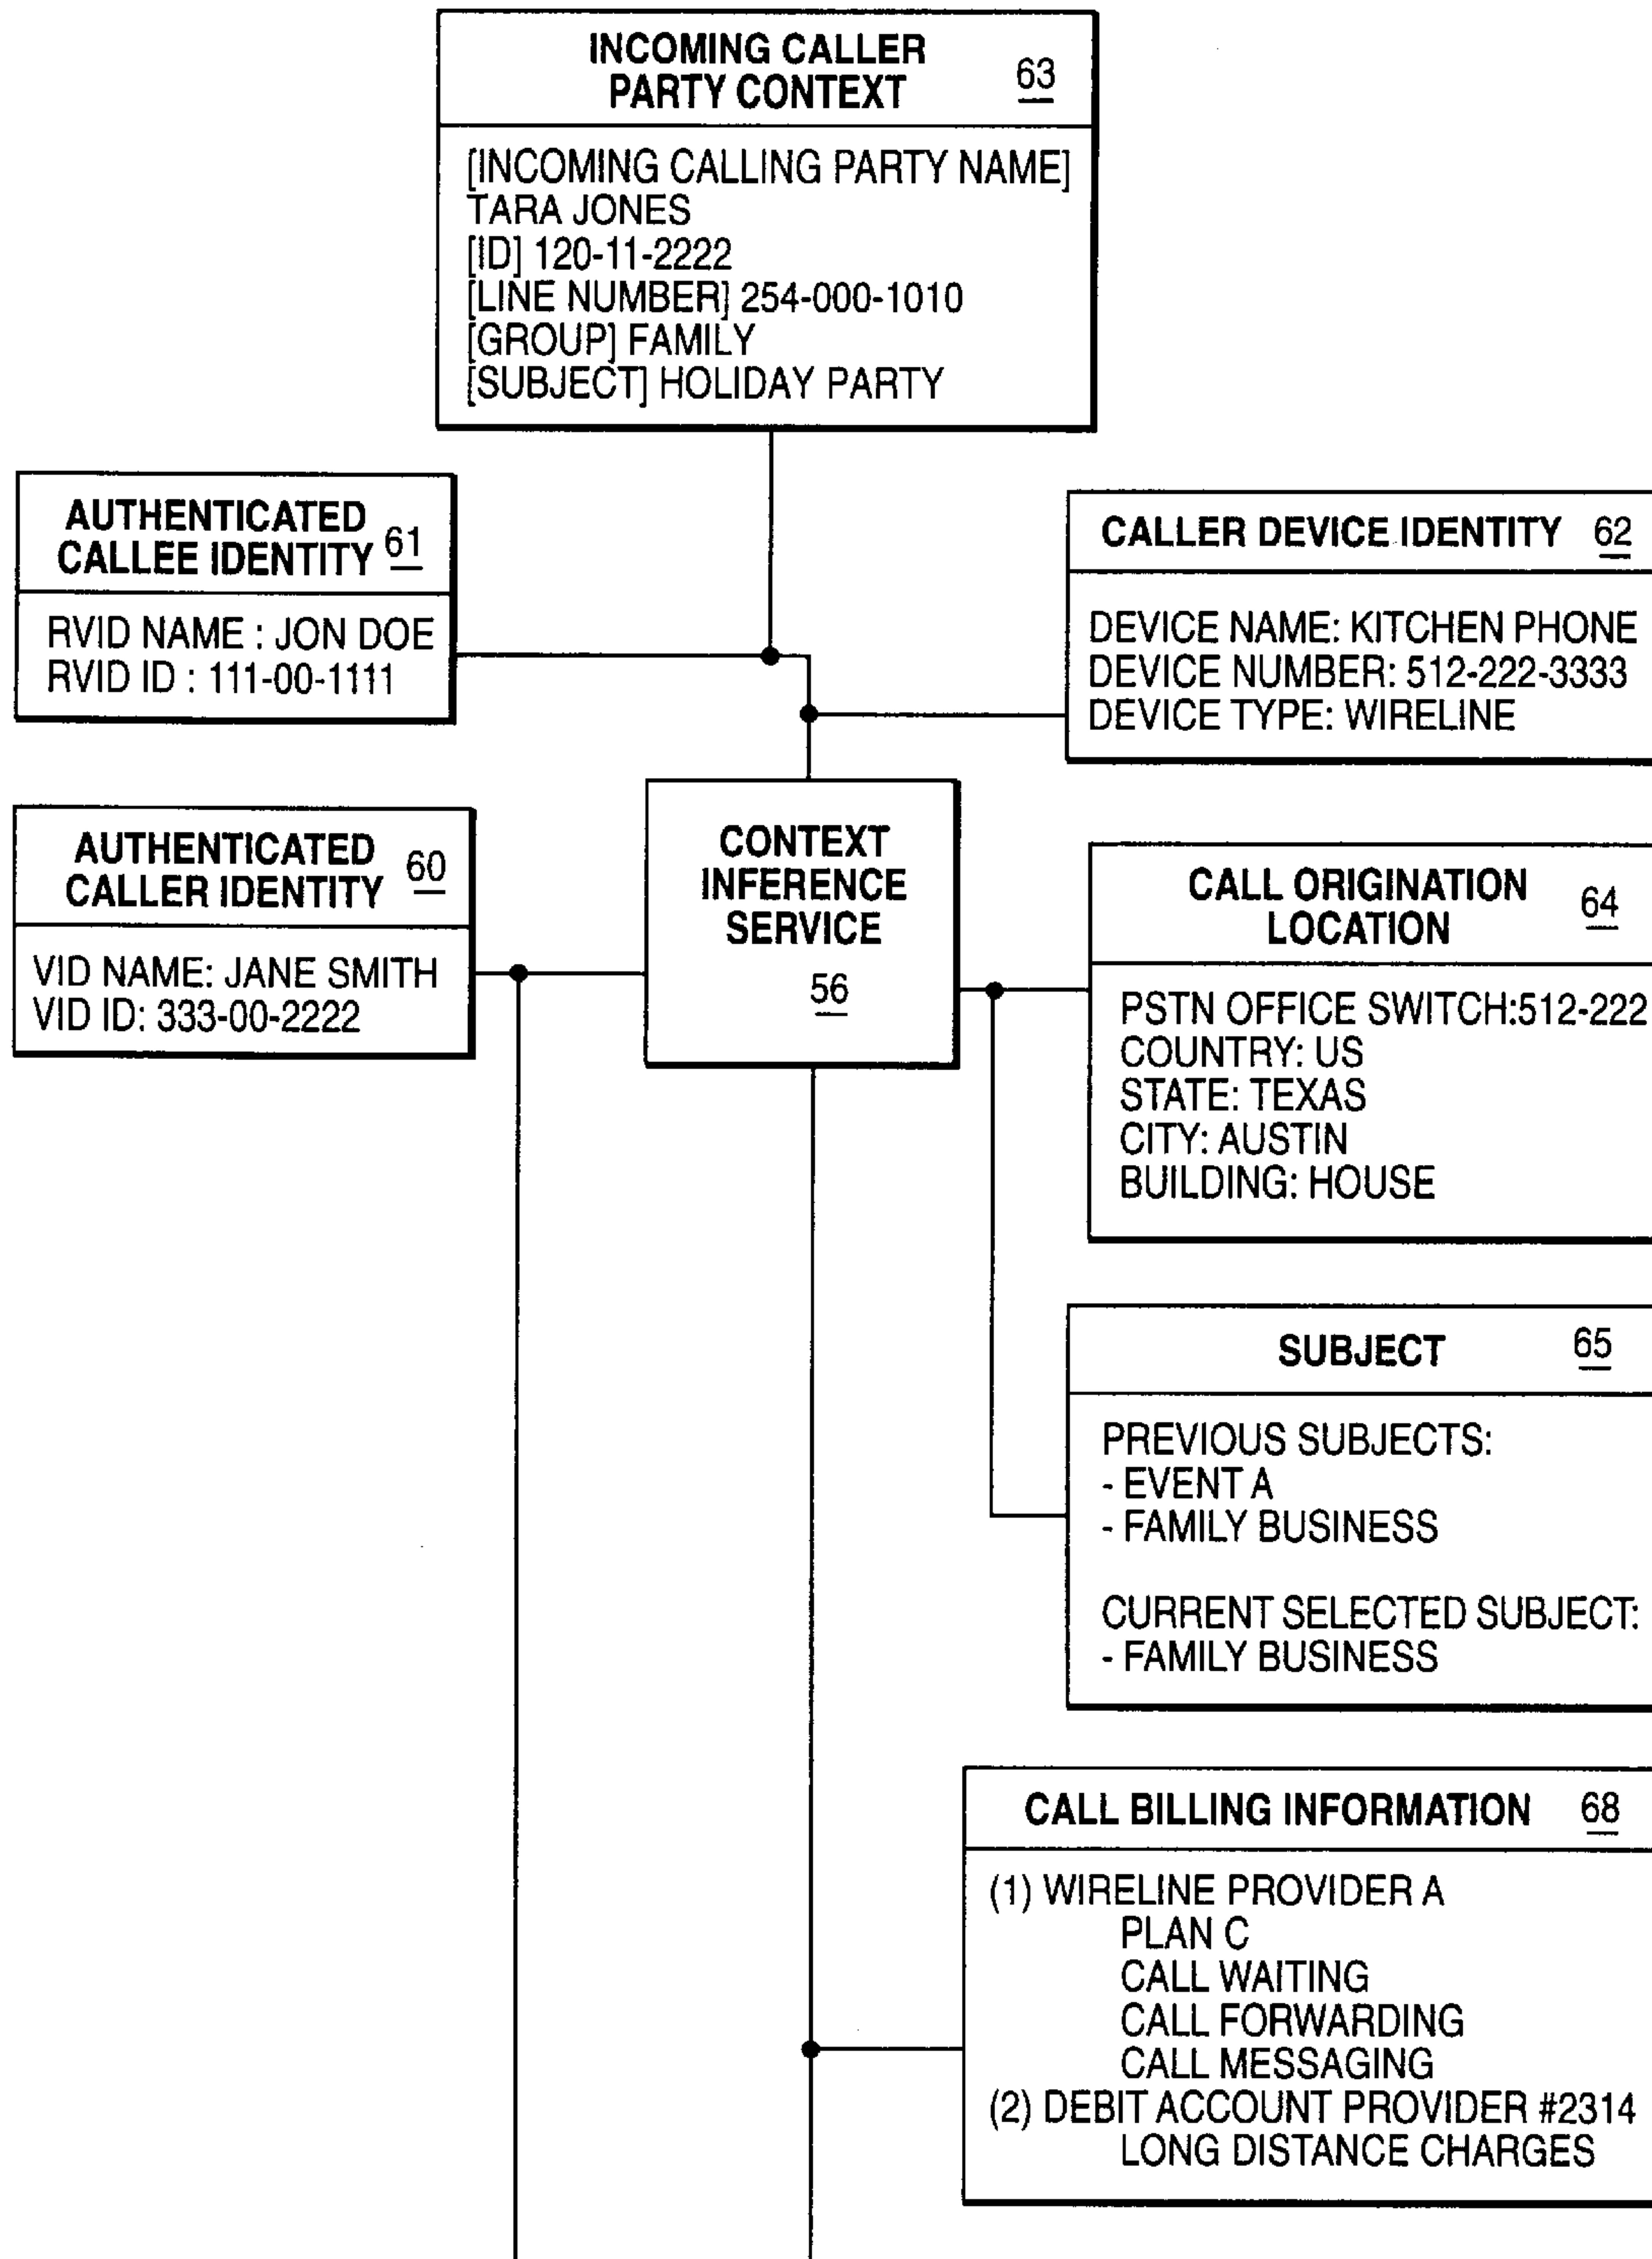 INCOMING CALLER
PARTY CONTEXT
63
[INCOMING CALLING PARTY NAME]
TARA JONES
[ID] 120-11-2222
[LINE NUMBER] 254-000-1010
[GROUP] FAMILY
[SUBJECT] HOLIDAY PARTY
AUTHENTICATED
CALLEE IDENTITY
61
RVID NAME : JON DOE
RVID ID : 111-00-1111
CALLER DEVICE IDENTITY 62
DEVICE NAME: KITCHEN PHONE
DEVICE NUMBER: 512-222-3333
DEVICE TYPE: WIRELINE
AUTHENTICATED
CALLER IDENTITY
60
VID NAME: JANE SMITH
VID ID: 333-00-2222
CONTEXT
INFERENCE
SERVICE
56
CALL ORIGINATION
LOCATION
64
PSTN OFFICE SWITCH:512-222
COUNTRY: US
STATE: TEXAS
CITY: AUSTIN
BUILDING: HOUSE
SUBJECT 65
PREVIOUS SUBJECTS:
- EVENT A
- FAMILY BUSINESS
CURRENT SELECTED SUBJECT:
- FAMILY BUSINESS
CALL BILLING INFORMATION 68
(1) WIRELINE PROVIDER A
PLAN C
CALL WAITING
CALL FORWARDING
CALL MESSAGING
(2) DEBIT ACCOUNT PROVIDER #2314
LONG DISTANCE CHARGES